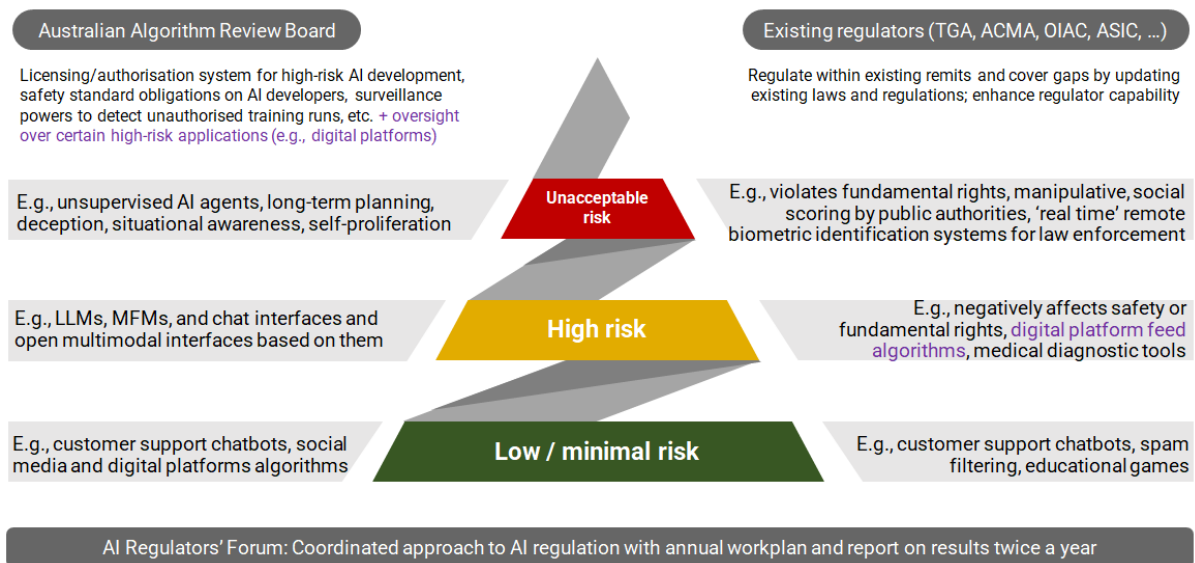 Australian Algorithm Review Board
Existing regulators (TGA, ACMA, OIAC, ASIC, ...)
Licensing/authorisation system for high-risk AI development,
safety standard obligations on AI developers, surveillance
powers to detect unauthorised training runs, etc. + oversight
over certain high-risk applications (e.g., digital platforms)
Regulate within existing remits and cover gaps by updating
existing laws and regulations; enhance regulator capability
E.g., unsupervised AI agents, long-term planning,
deception, situational awareness, self-proliferation
Unacceptable
risk
E.g., violates fundamental rights, manipulative, social
scoring by public authorities, ‘real time’ remote
biometric identification systems for law enforcement
E.g., LLMs, MFMs, and chat interfaces and
open multimodal interfaces based on them
High risk
E.g., negatively affects safety or
fundamental rights, digital platform feed
algorithms, medical diagnostic tools
E.g., customer support chatbots, social
media and digital platforms algorithms
Low / minimal risk
E.g., customer support chatbots, spam
filtering, educational games
AI Regulators’ Forum: Coordinated approach to AI regulation with annual workplan and report on results twice a year